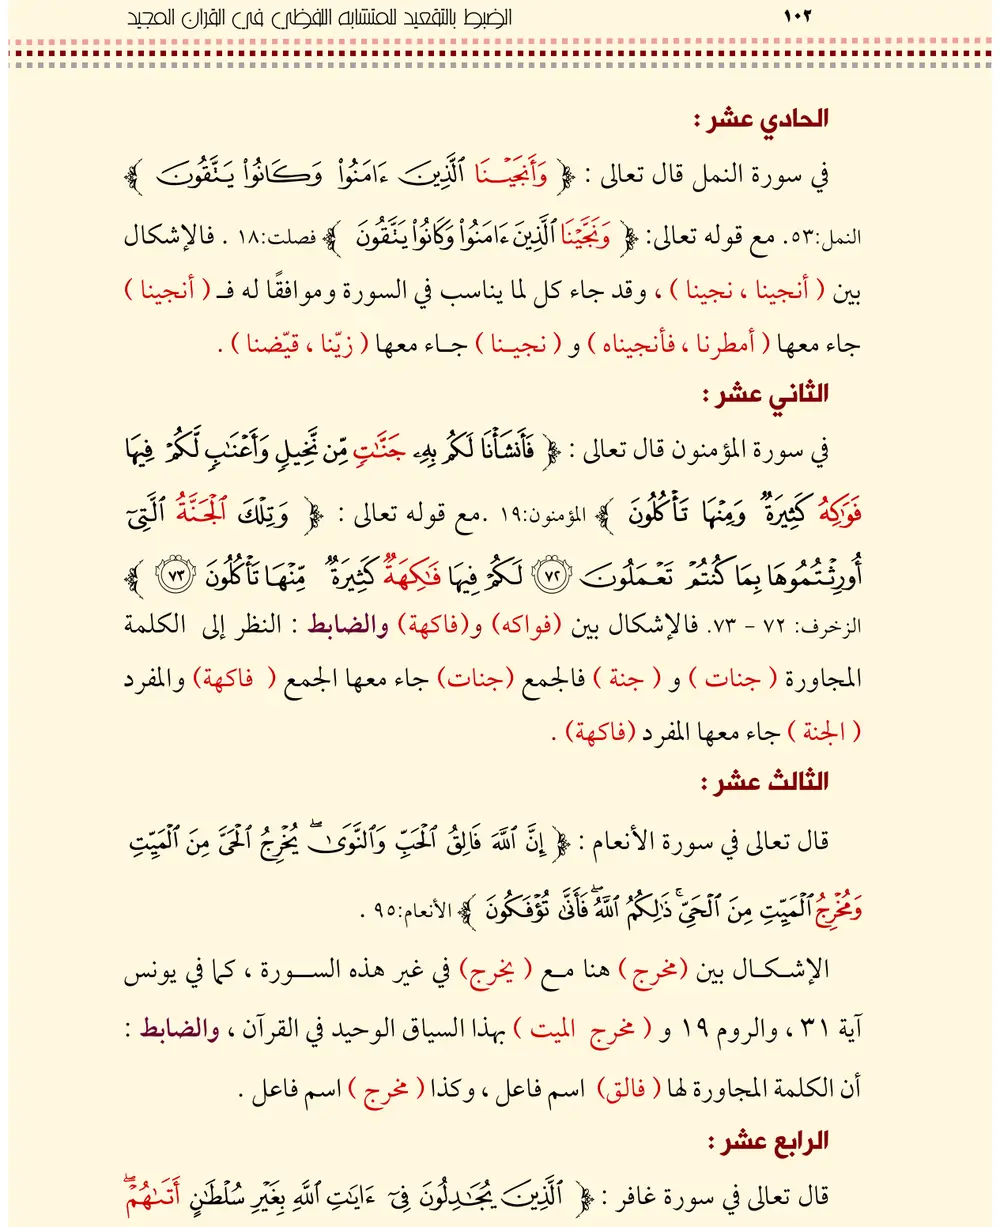 ١٠٢ الضبط بالتقعيد للمتشابه اللفظي في القرآن المجيد
الحادي عشر :
في سورة النمل قال تعالى : ﴿ وَأَنجَيْنَا ٱلَّذِينَ ءَامَنُوا۟ وَكَانُوا۟ يَتَّقُونَ ﴾
النمل:٥٣. مع قوله تعالى: ﴿ وَنَجَّيْنَا ٱلَّذِينَ ءَامَنُوا۟ وَكَانُوا۟ يَتَّقُونَ ﴾ فصلت:١٨ . فالإشكال
بين ( أنجينا ، نجينا ) ، وقد جاء كل لما يناسب في السورة وموافقًا له فـ ( أنجينا )
جاء معها ( أمطرنا ، فأنجيناه ) و ( نجينا ) جاء معها ( زيّنا ، قيّضنا ) .
الثاني عشر :
في سورة المؤمنون قال تعالى : ﴿ فَأَنشَأْنَا لَكُم بِهِۦ جَنَّٰتٍ مِّن نَّخِيلٍ وَأَعْنَٰبٍ لَّكُمْ فِيهَا
فَوَٰكِهُ كَثِيرَةٌ وَمِنْهَا تَأْكُلُونَ ﴾ المؤمنون:١٩ .مع قوله تعالى : ﴿ وَتِلْكَ ٱلْجَنَّةُ ٱلَّتِىٓ
أُورِثْتُمُوهَا بِمَا كُنتُمْ تَعْمَلُونَ ٧٢ لَكُمْ فِيهَا فَٰكِهَةٌ كَثِيرَةٌ مِّنْهَا تَأْكُلُونَ ٧٣ ﴾
الزخرف: ٧٢ – ٧٣. فالإشكال بين (فواكه) و(فاكهة) والضابط : النظر إلى الكلمة
المجاورة ( جنات ) و ( جنة ) فالجمع (جنات) جاء معها الجمع ( فاكهة) والمفرد
( الجنة ) جاء معها المفرد (فاكهة) .
الثالث عشر :
قال تعالى في سورة الأنعام : ﴿ إِنَّ ٱللَّهَ فَالِقُ ٱلْحَبِّ وَٱلنَّوَىٰ ۖ يُخْرِجُ ٱلْحَىَّ مِنَ ٱلْمَيِّتِ
وَمُخْرِجُ ٱلْمَيِّتِ مِنَ ٱلْحَىِّ ۚ ذَٰلِكُمُ ٱللَّهُ ۖ فَأَنَّىٰ تُؤْفَكُونَ ﴾ الأنعام:٩٥ .
الإشكال بين (مخرج) هنا مع ( يخرج) في غير هذه السورة ، كما في يونس
آية ٣١ ، والروم ١٩ و ( مخرج الميت ) بهذا السياق الوحيد في القرآن ، والضابط :
أن الكلمة المجاورة لها ( فالق) اسم فاعل ، وكذا ( مخرج ) اسم فاعل .
الرابع عشر :
قال تعالى في سورة غافر : ﴿ ٱلَّذِينَ يُجَٰدِلُونَ فِىٓ ءَايَٰتِ ٱللَّهِ بِغَيْرِ سُلْطَٰنٍ أَتَىٰهُمْ ۖ